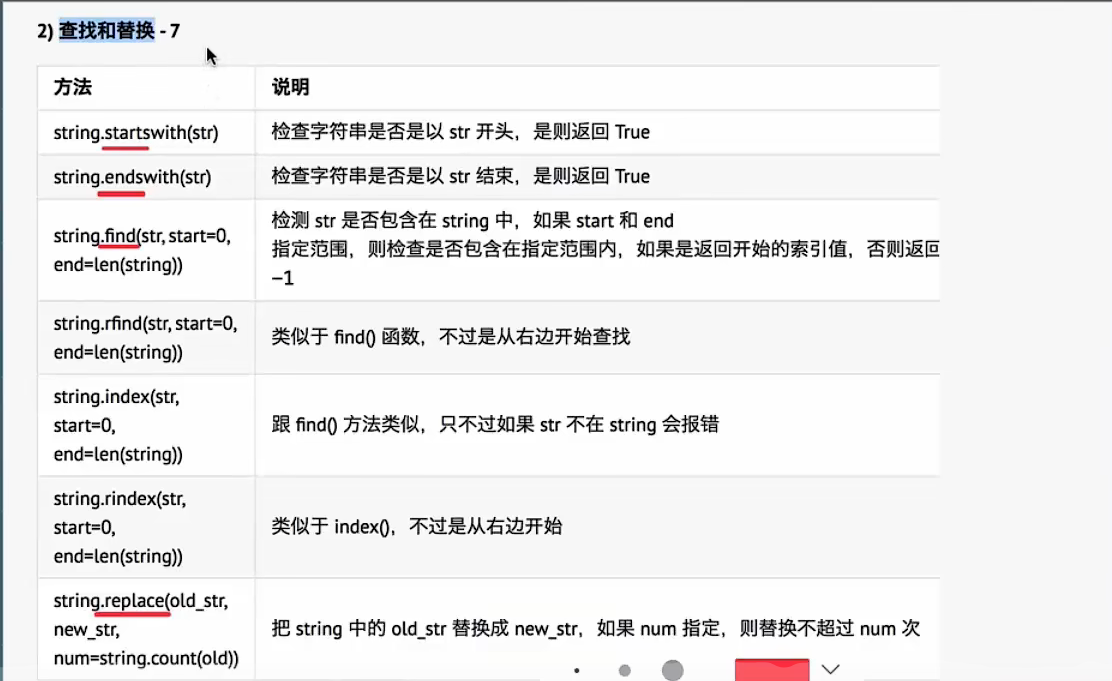 2) 查找和替换 - 7
方法 说明
string.startswith(str) 检查字符串是否是以 str 开头，是则返回 True
string.endswith(str) 检查字符串是否是以 str 结束，是则返回 True
string.find(str, start=0,
end=len(string))
检测 str 是否包含在 string 中，如果 start 和 end
指定范围，则检查是否包含在指定范围内，如果是返回开始的索引值，否则返回
−1
string.rfind(str, start=0,
end=len(string))
类似于 find() 函数，不过是从右边开始查找
string.index(str,
start=0,
end=len(string))
跟 find() 方法类似，只不过如果 str 不在 string 会报错
string.rindex(str,
start=0,
end=len(string))
类似于 index()，不过是从右边开始
string.replace(old_str,
new_str,
num=string.count(old))
把 string 中的 old_str 替换成 new_str，如果 num 指定，则替换不超过 num 次